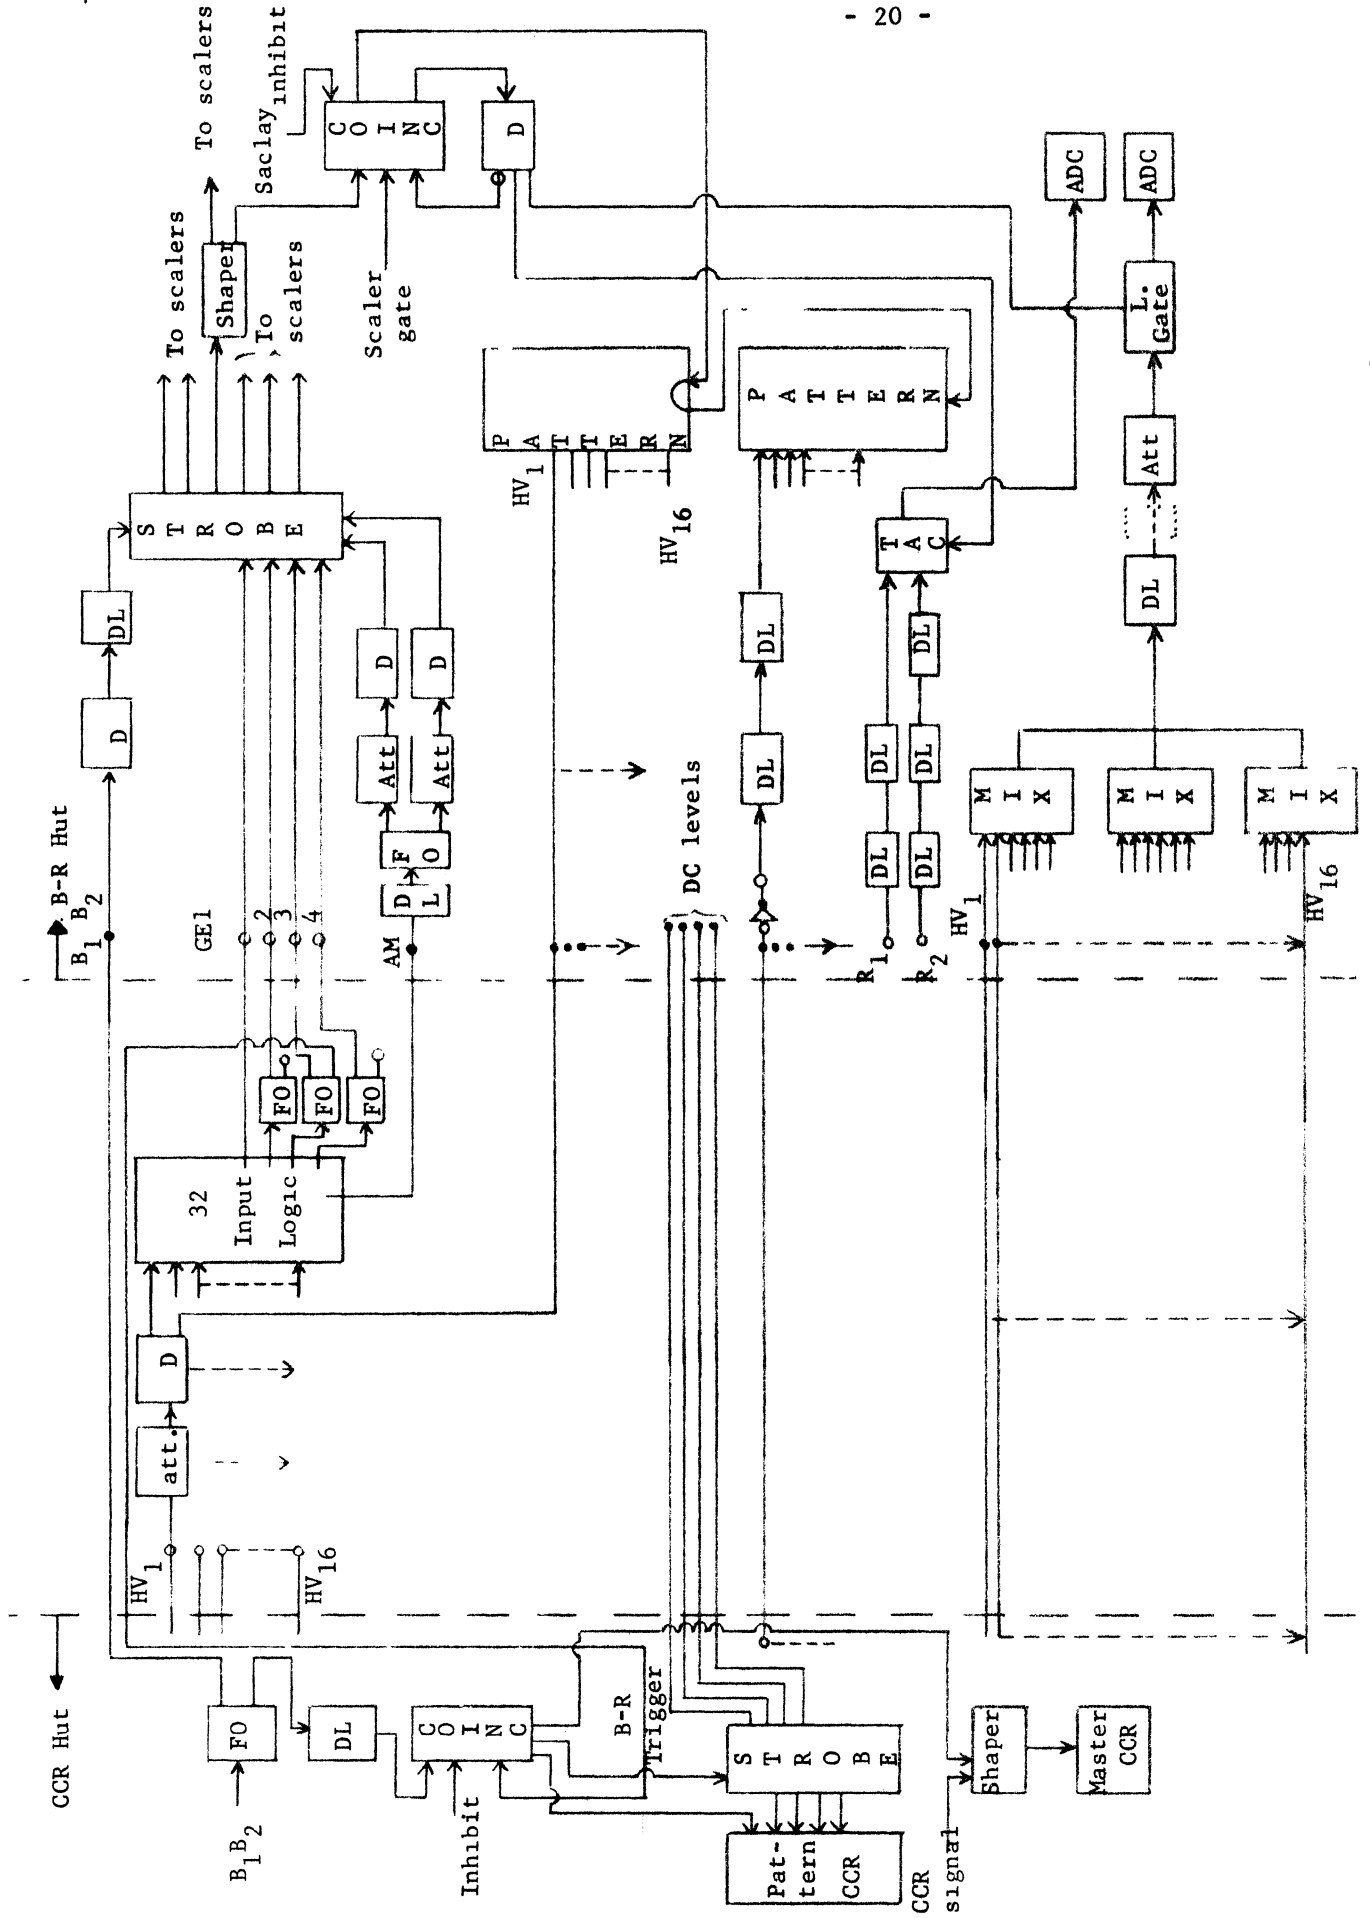 - 20 -
To scalers
Saclay inhibit
C O I N C
D
To scalers
Shaper
To scalers
Scaler gate
S T R O B E
DL
D
D
D
Att
Att
F O
D L
B-R Hut
B1 B2
GE1
2
3
4
AM
P A T T E R N
HV1
HV16
P A T T E R N
DL
DL
DC levels
T A C
DL
DL
DL
DL
DL
R1
R2
ADC
ADC
L. Gate
Att
DL
M I X
M I X
M I X
HV1
HV16
FO
FO
FO
32 Input Logic
D
att.
HV1
HV16
CCR Hut
FO
DL
B1B2
C O I N C
Inhibit
B-R Trigger
S T R O B E
Pat-
tern
CCR
CCR signal
Shaper
Master CCR